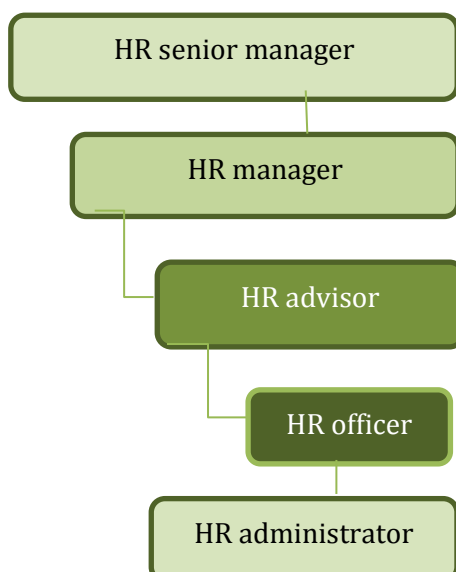 HR senior manager
HR manager
HR advisor
HR officer
HR administrator